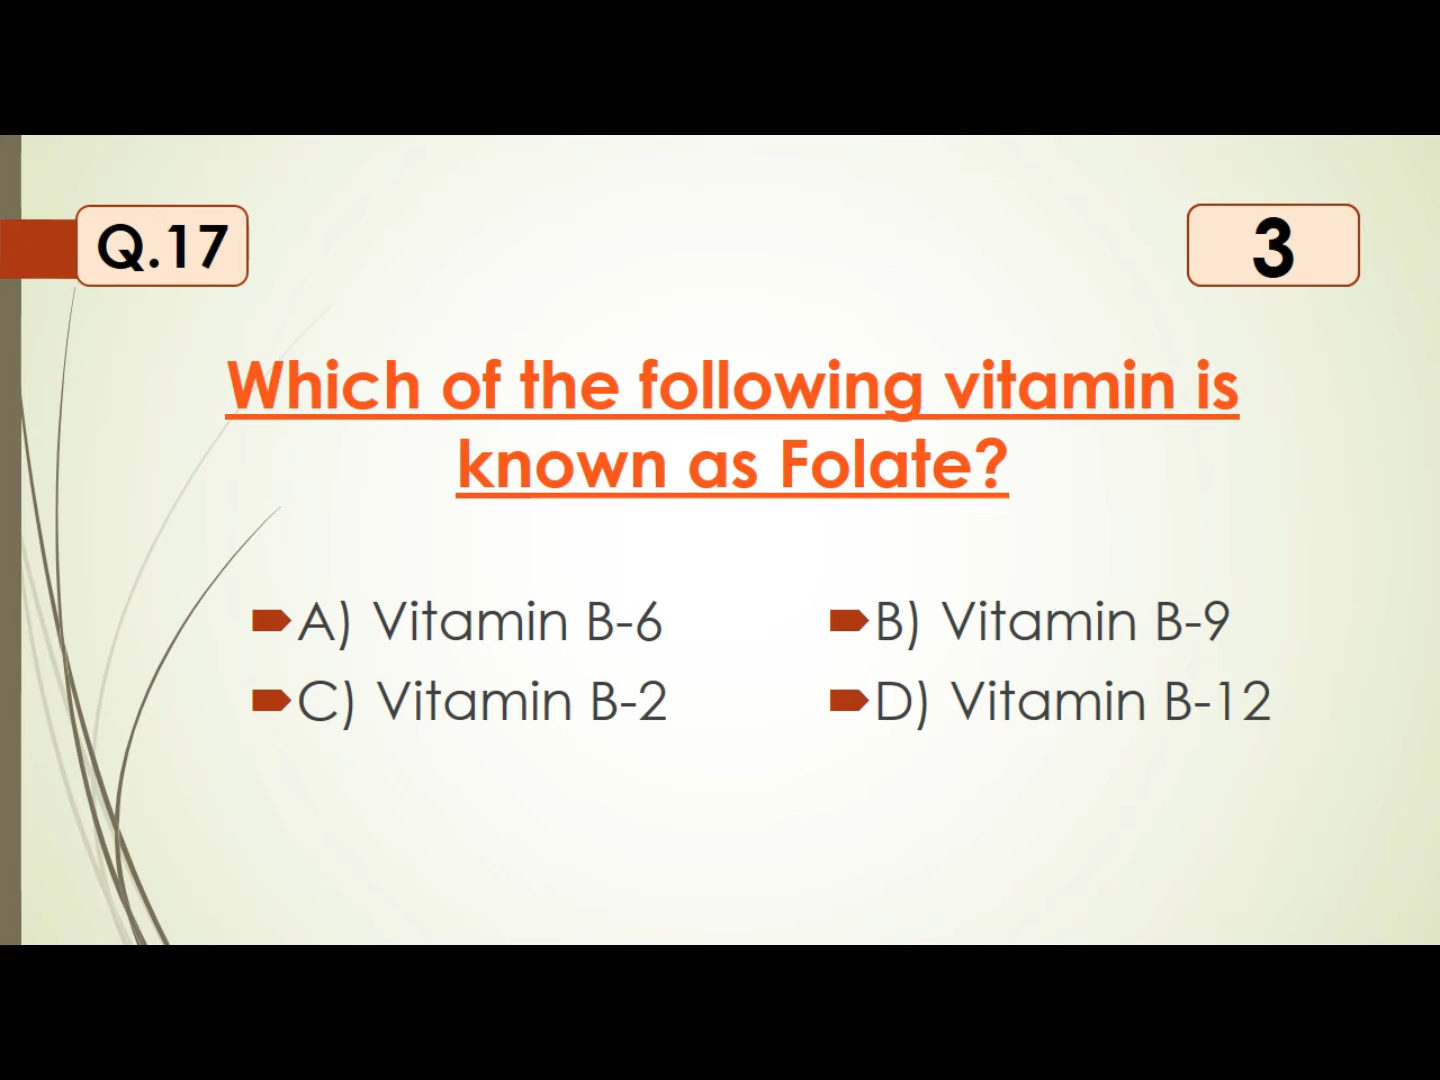 Q.17
3
Which of the following vitamin is
known as Folate?
A) Vitamin B-6
B) Vitamin B-9
C) Vitamin B-2
D) Vitamin B-12